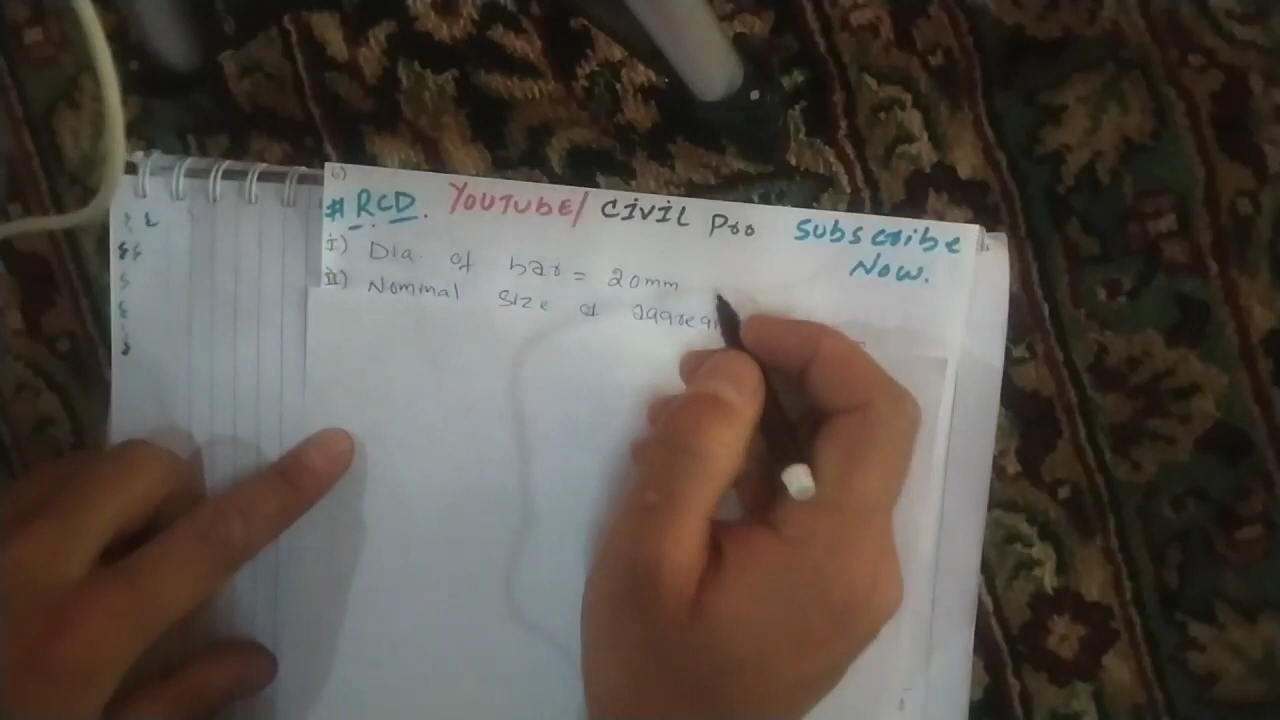 b)
# RCD. YOUTUBE/ CIVIL Pro Subscribe Now.
I) Dia. of bar = 20mm
II) Nominal size of